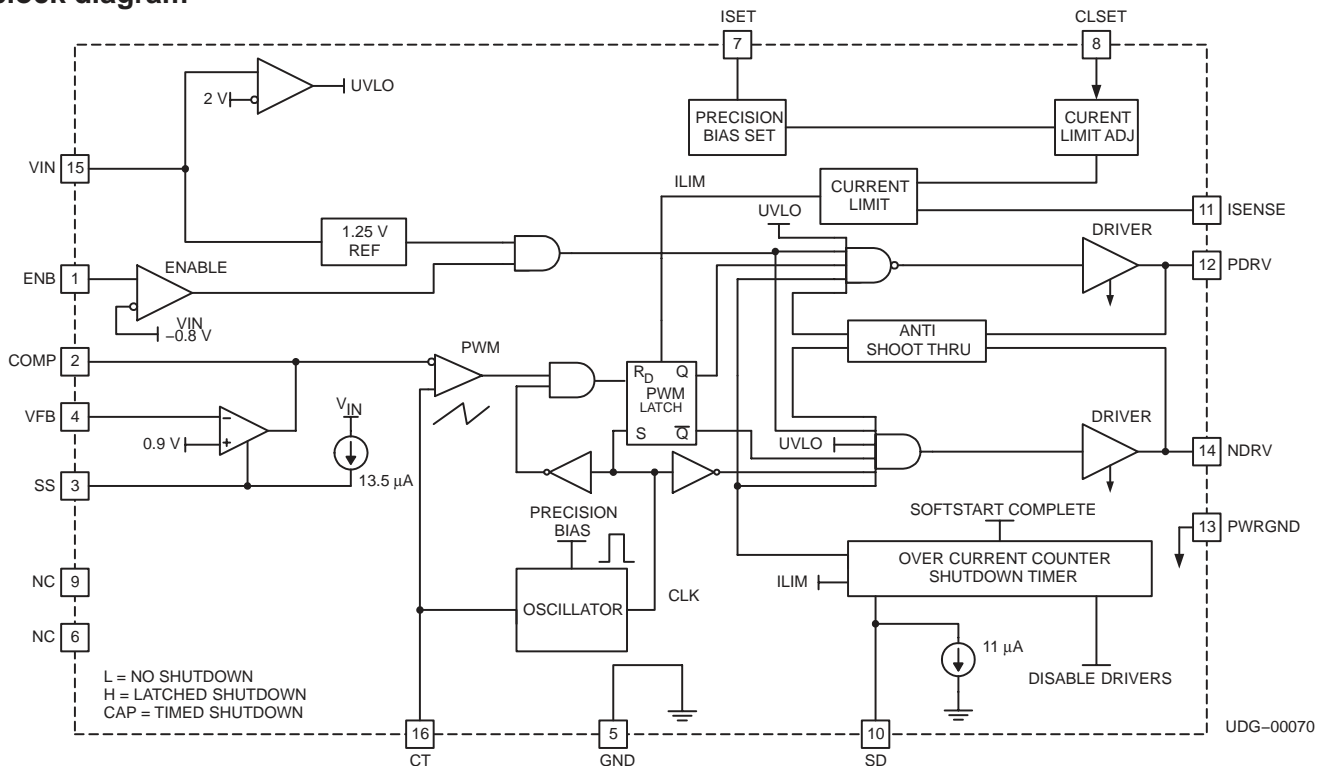 block diagram
ISET
CLSET
7
8
UVLO
2 V
PRECISION
BIAS SET
CURENT
LIMIT ADJ
VIN
15
ILIM
CURRENT
LIMIT
11
ISENSE
UVLO
1.25 V
REF
DRIVER
ENB
1
ENABLE
12
PDRV
VIN
−0.8 V
ANTI
SHOOT THRU
COMP
2
PWM
RD Q
PWM
LATCH
S Q
VFB
4
−
+
0.9 V
VIN
DRIVER
UVLO
14
NDRV
SS
3
13.5 µA
PRECISION
BIAS
SOFTSTART COMPLETE
13
PWRGND
OVER CURRENT COUNTER
SHUTDOWN TIMER
NC
9
ILIM
OSCILLATOR
CLK
NC
6
11 µA
L = NO SHUTDOWN
H = LATCHED SHUTDOWN
CAP = TIMED SHUTDOWN
DISABLE DRIVERS
16
5
10
UDG−00070
CT
GND
SD